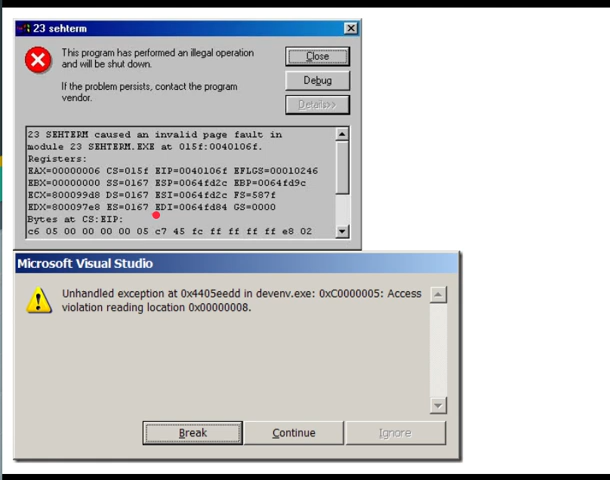 23 sehterm
This program has performed an illegal operation
and will be shut down.
If the problem persists, contact the program
vendor.
Close
Debug
Details>>
23 SEHTERM caused an invalid page fault in
module 23 SEHTERM.EXE at 015f:0040106f.
Registers:
EAX=00000006 CS=015f EIP=0040106f EFLGS=00010246
EBX=00000000 SS=0167 ESP=0064fd2c EBP=0064fd9c
ECX=800099d8 DS=0167 ESI=0064fd2c FS=587f
EDX=800097e8 ES=0167 EDI=0064fd84 GS=0000
Bytes at CS:EIP:
c6 05 00 00 00 00 05 c7 45 fc ff ff ff ff e8 02
Microsoft Visual Studio
Unhandled exception at 0x4405eedd in devenv.exe: 0xC0000005: Access
violation reading location 0x00000008.
Break Continue Ignore